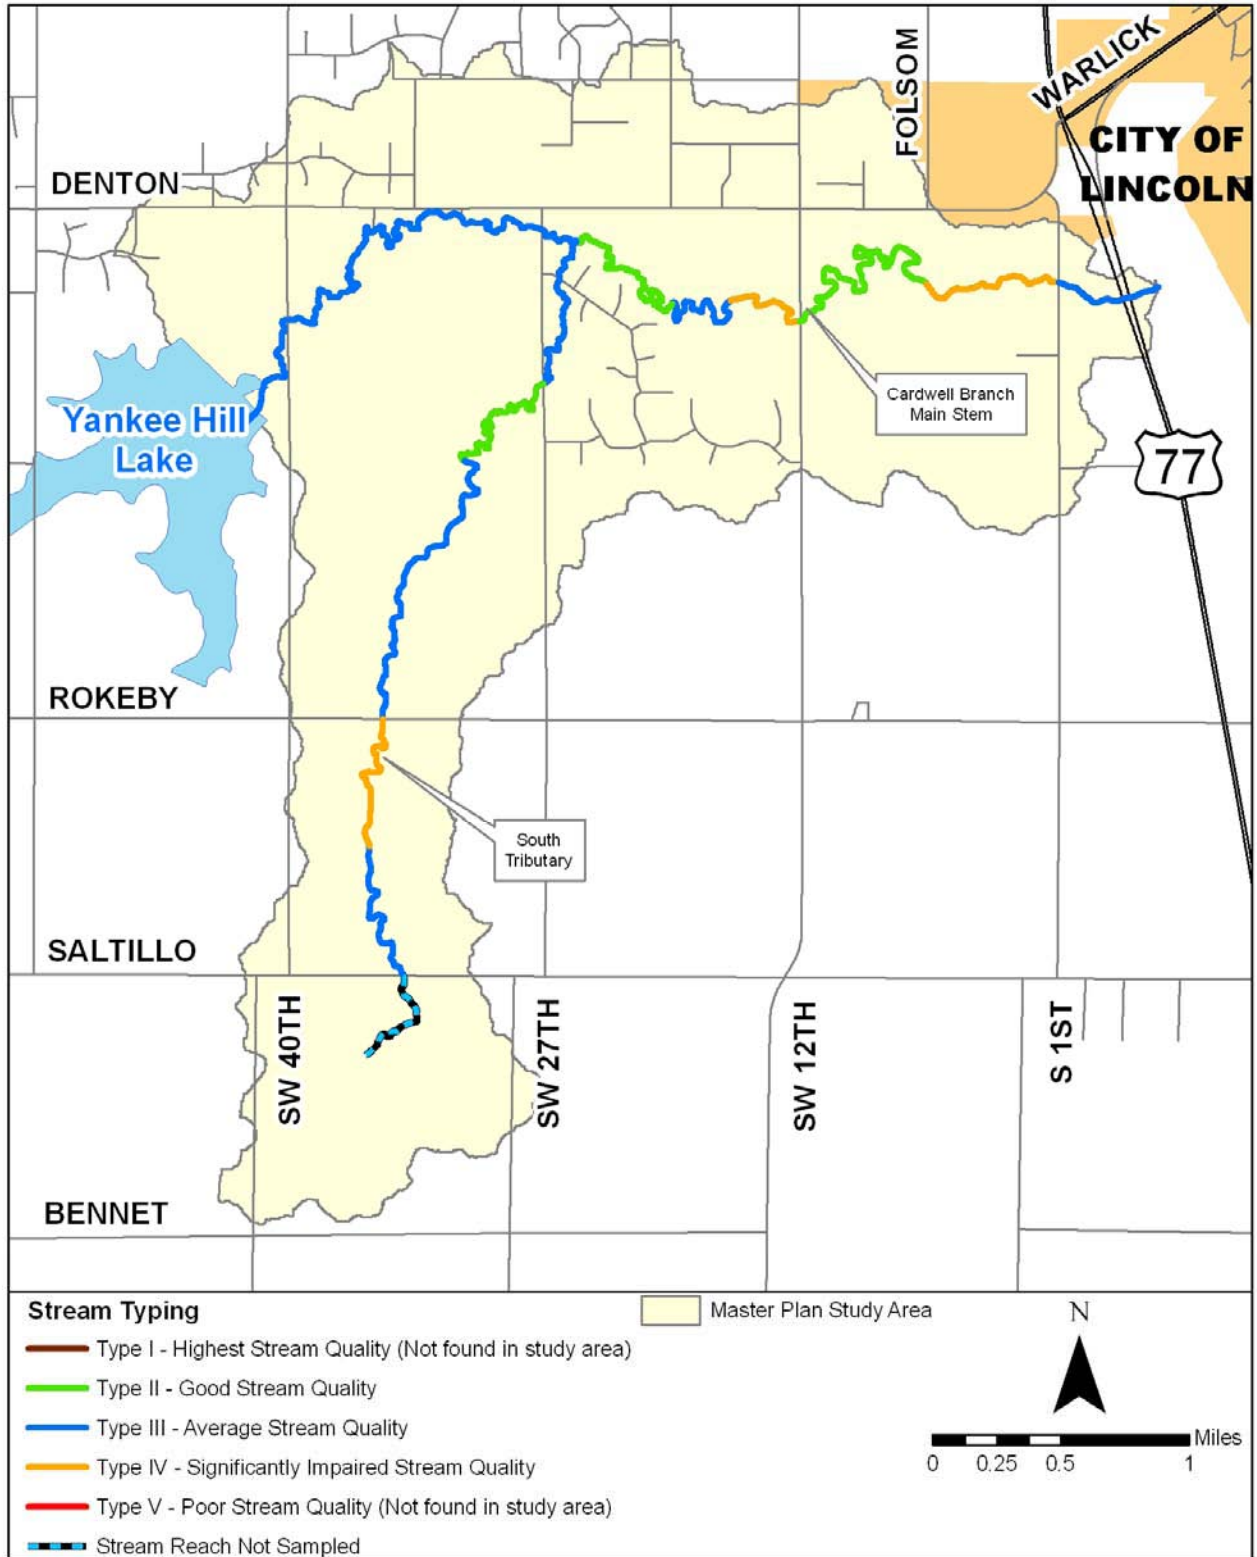 FOLSOM
WARLICK
CITY OF
LINCOLN
DENTON
Yankee Hill
Lake
Cardwell Branch
Main Stem
77
ROKEBY
South
Tributary
SALTILLO
SW 40TH
SW 27TH
SW 12TH
S 1ST
BENNET
Stream Typing
Type I - Highest Stream Quality (Not found in study area)
Type II - Good Stream Quality
Type III - Average Stream Quality
Type IV - Significantly Impaired Stream Quality
Type V - Poor Stream Quality (Not found in study area)
Stream Reach Not Sampled
Master Plan Study Area
N
Miles
0 0.25 0.5 1